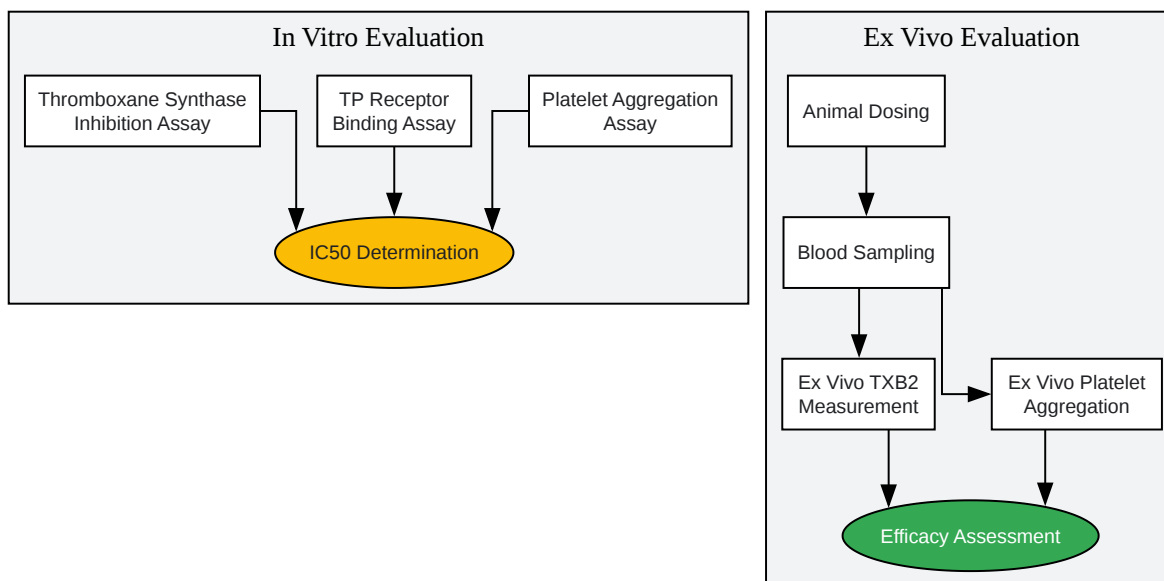 In Vitro Evaluation
Thromboxane Synthase
Inhibition Assay
TP Receptor
Binding Assay
Platelet Aggregation
Assay
IC50 Determination
Ex Vivo Evaluation
Animal Dosing
Blood Sampling
Ex Vivo TXB2
Measurement
Ex Vivo Platelet
Aggregation
Efficacy Assessment